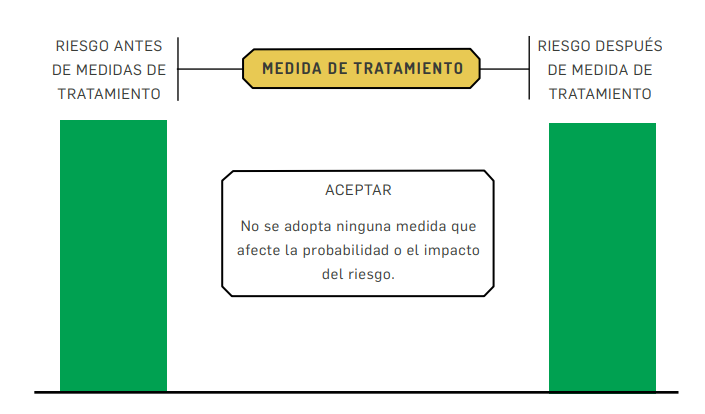 RIESGO ANTES
DE MEDIDAS DE
TRATAMIENTO
MEDIDA DE TRATAMIENTO
RIESGO DESPUÉS
DE MEDIDA DE
TRATAMIENTO
ACEPTAR
No se adopta ninguna medida que
afecte la probabilidad o el impacto
del riesgo.